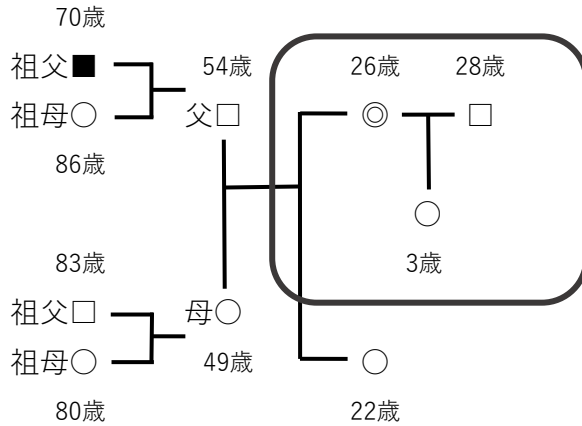 70歳
祖父■
54歳
26歳
28歳
祖母○
父□
◎
□
86歳
○
83歳
3歳
祖父□
母○
祖母○
49歳
○
80歳
22歳